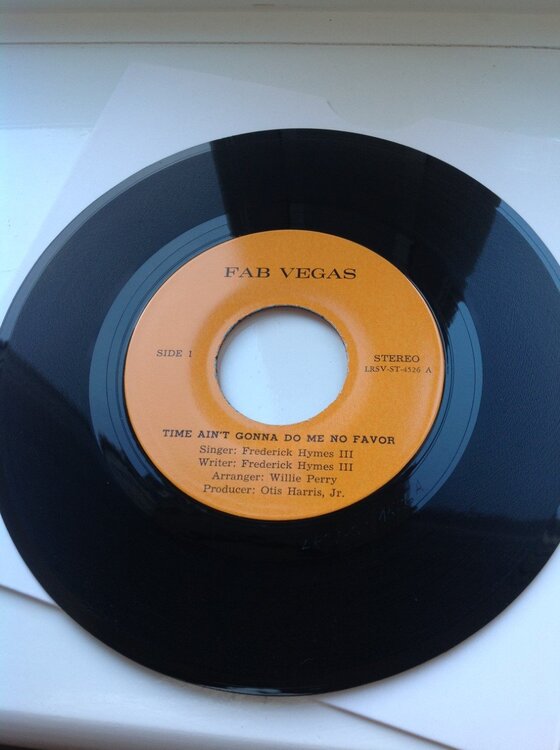 FAB VEGAS
SIDE 1
STEREO
LRSV-ST-4526 A
TIME AIN'T GONNA DO ME NO FAVOR
Singer: Frederick Hymes III
Writer: Frederick Hymes III
Arranger: Willie Perry
Producer: Otis Harris, Jr.